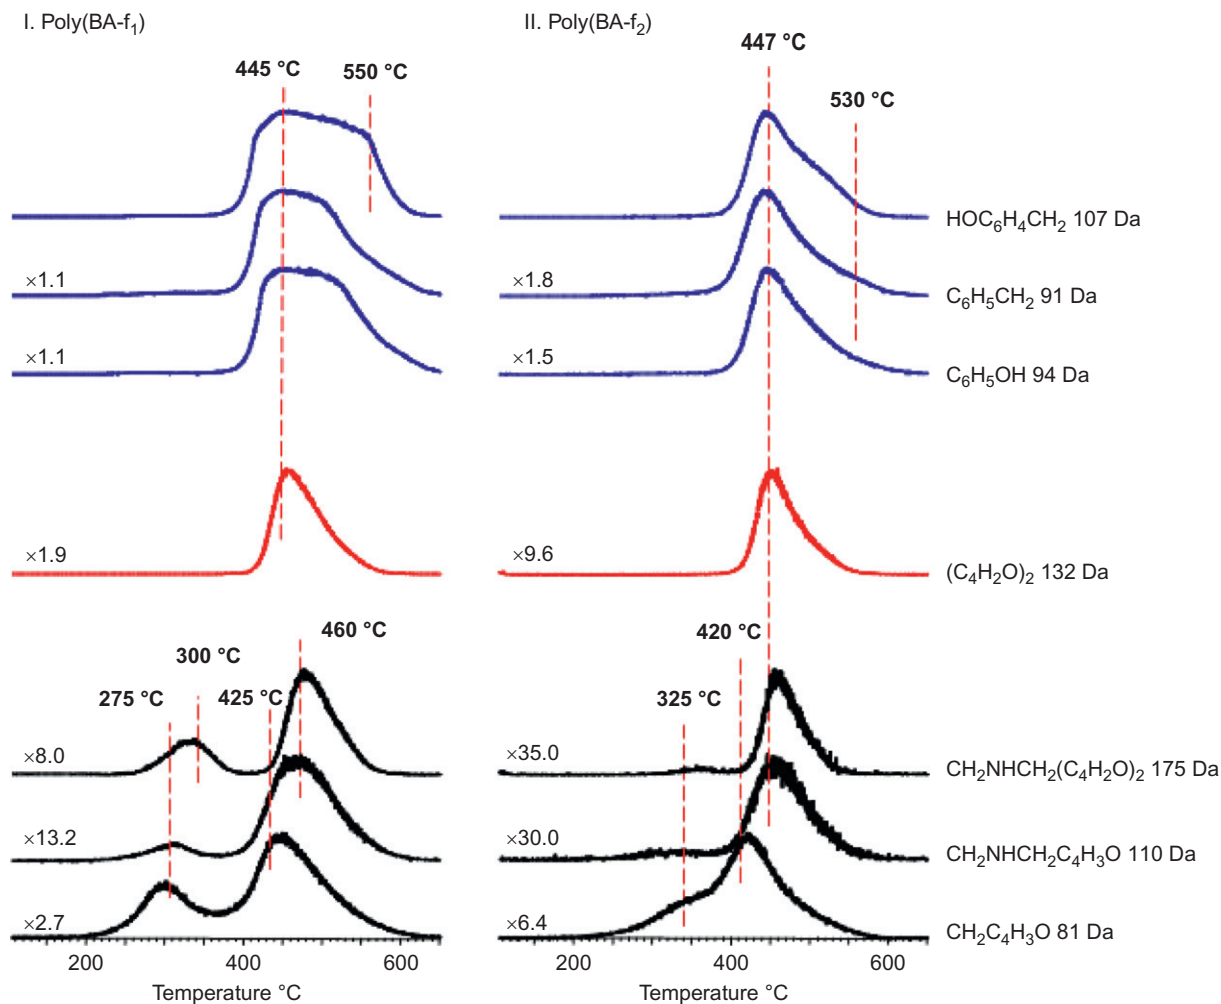 I. Poly(BA-f₁)
II. Poly(BA-f₂)
445 °C
550 °C
447 °C
530 °C
HOC₆H₄CH₂ 107 Da
×1.1
×1.8
C₆H₅CH₂ 91 Da
×1.1
×1.5
C₆H₅OH 94 Da
×1.9
×9.6
(C₄H₂O)₂ 132 Da
460 °C
420 °C
300 °C
275 °C
425 °C
325 °C
×8.0
×35.0
CH₂NHCH₂(C₄H₂O)₂ 175 Da
×13.2
×30.0
CH₂NHCH₂C₄H₃O 110 Da
×2.7
×6.4
CH₂C₄H₃O 81 Da
200 400 600
200 400 600
Temperature °C
Temperature °C